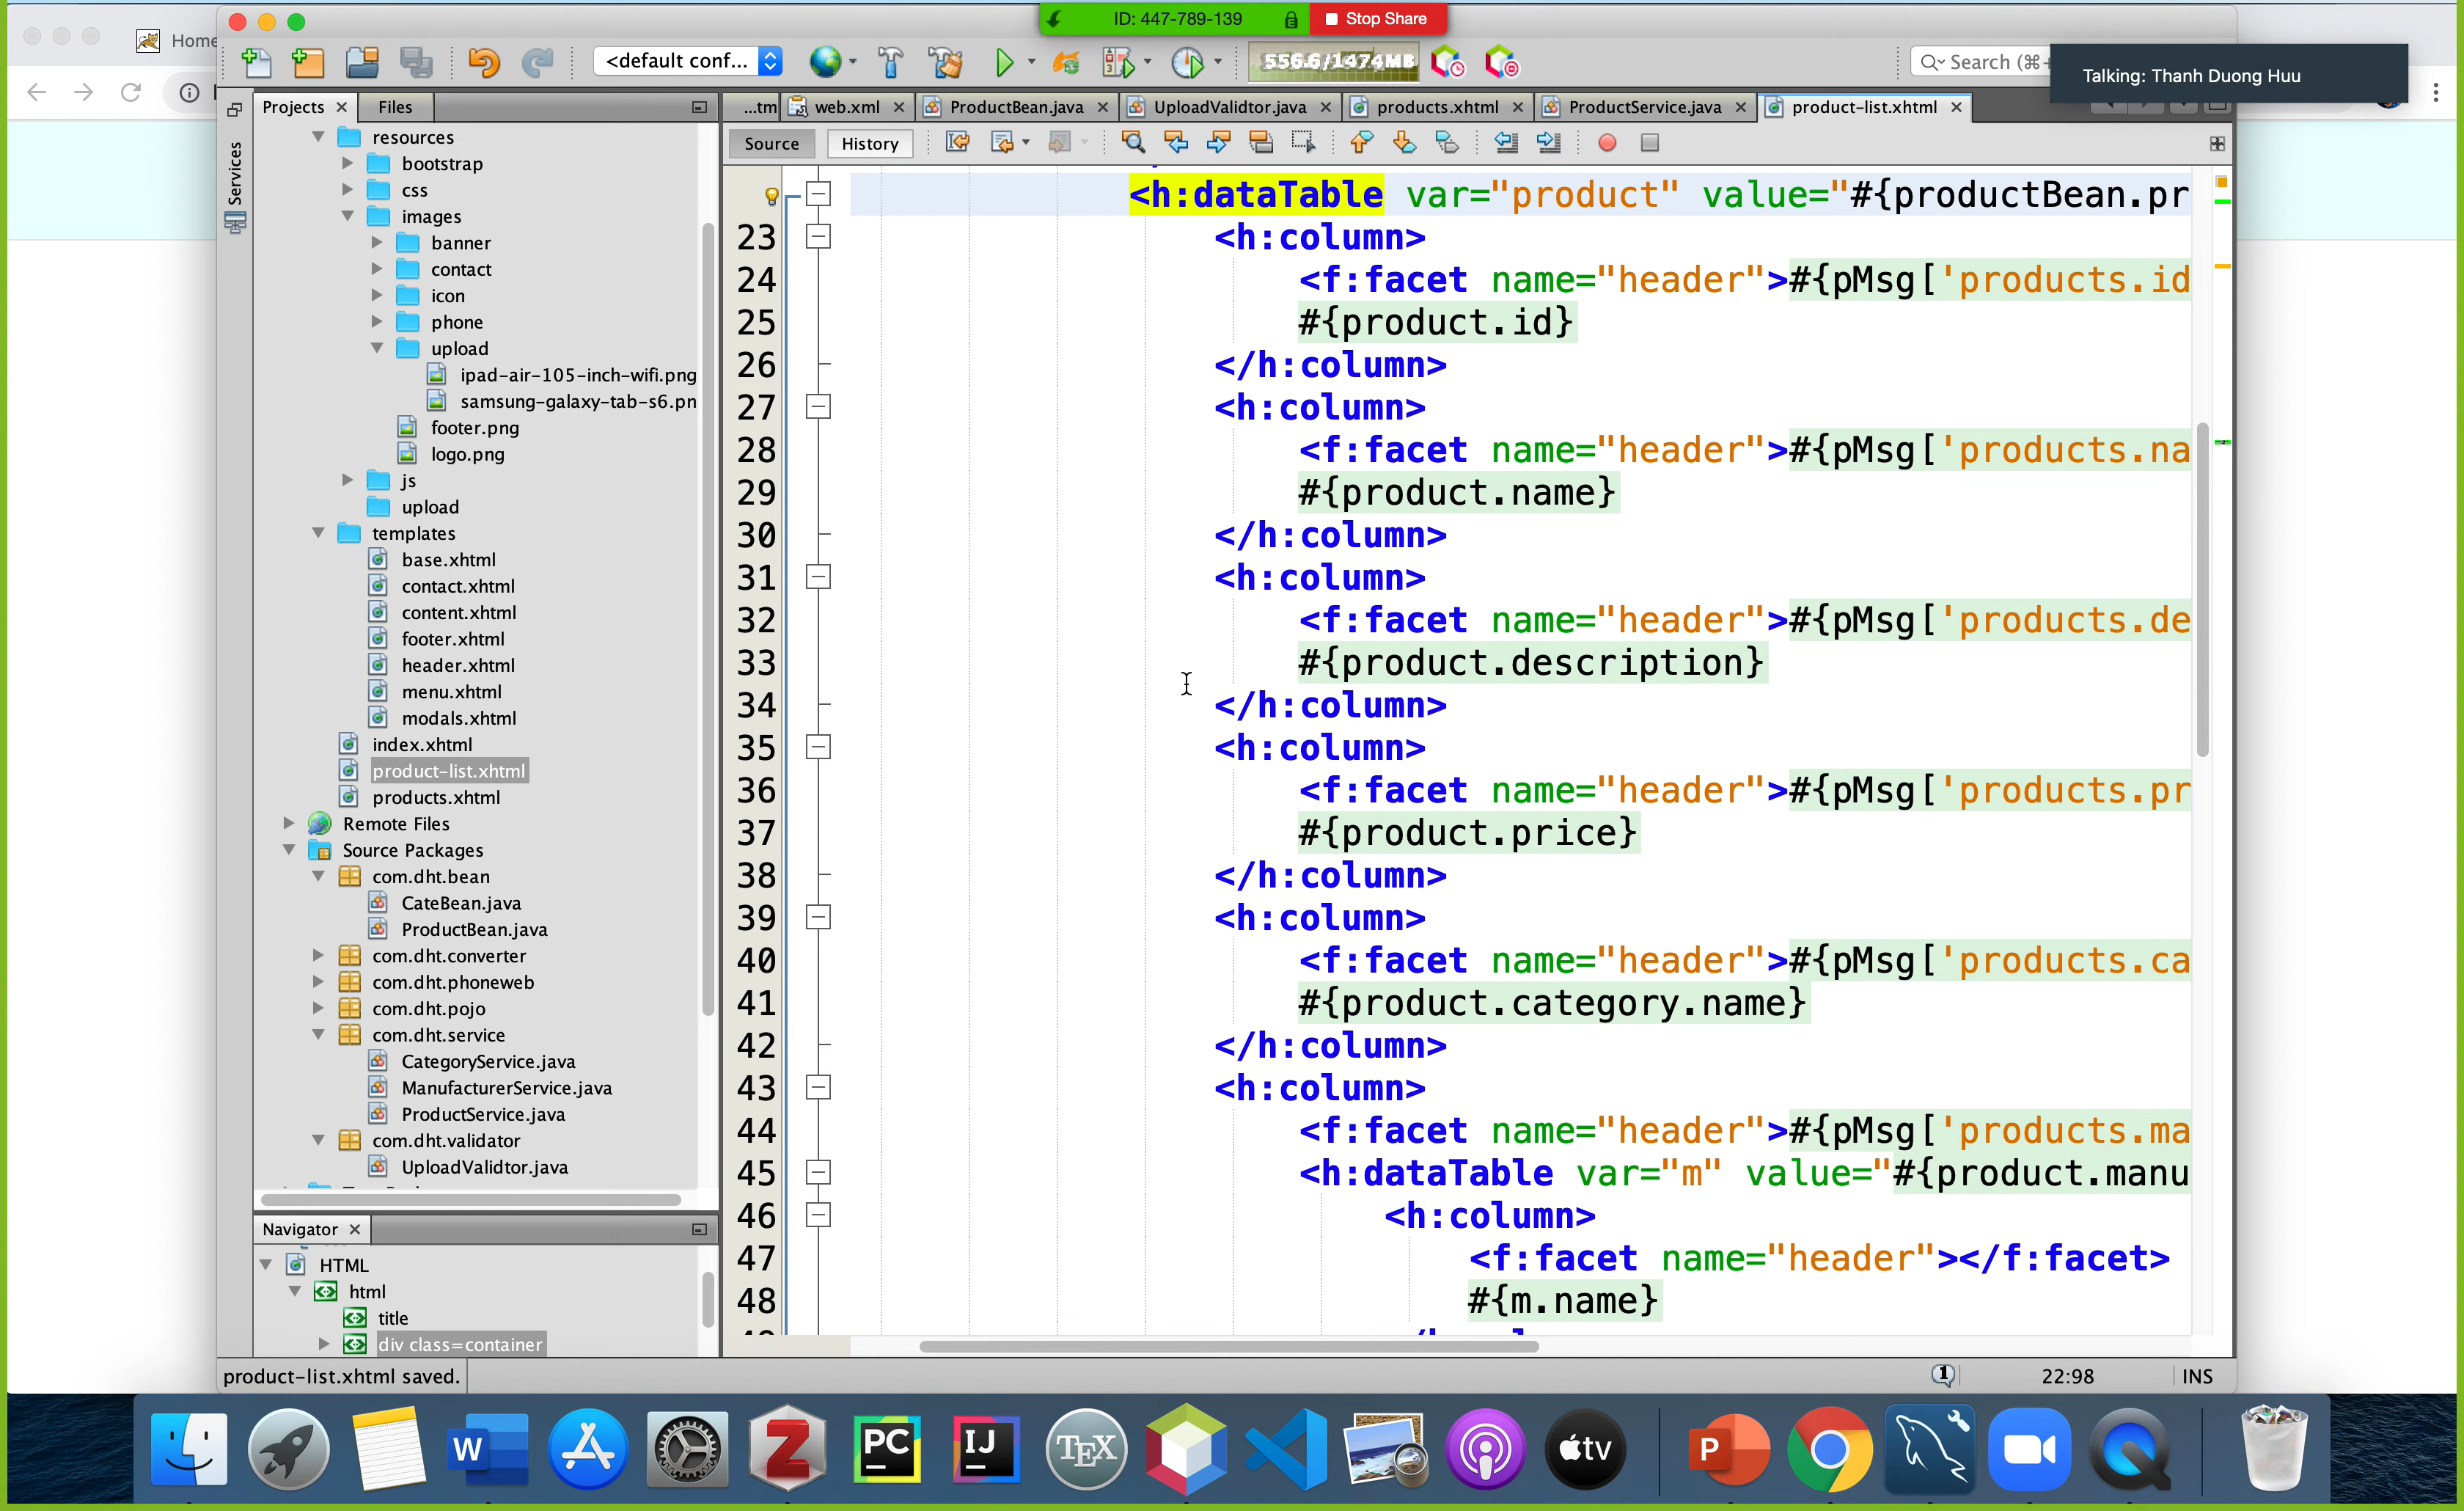 ID: 447-789-139
Stop Share
Home
<default conf...
556.6/1474MB
Search (⌘+
Talking: Thanh Duong Huu
Projects
Files
...tm
web.xml
ProductBean.java
UploadValidtor.java
products.xhtml
ProductService.java
product-list.xhtml
Source
History
Services
resources
bootstrap
css
images
banner
contact
icon
phone
upload
ipad-air-105-inch-wifi.png
samsung-galaxy-tab-s6.pn
footer.png
logo.png
js
upload
templates
base.xhtml
contact.xhtml
content.xhtml
footer.xhtml
header.xhtml
menu.xhtml
modals.xhtml
index.xhtml
product-list.xhtml
products.xhtml
Remote Files
Source Packages
com.dht.bean
CateBean.java
ProductBean.java
com.dht.converter
com.dht.phoneweb
com.dht.pojo
com.dht.service
CategoryService.java
ManufacturerService.java
ProductService.java
com.dht.validator
UploadValidtor.java
Navigator
HTML
html
title
div class=container
<h:dataTable var="product" value="#{productBean.pr
23 <h:column>
24 <f:facet name="header">#{pMsg['products.id
25 #{product.id}
26 </h:column>
27 <h:column>
28 <f:facet name="header">#{pMsg['products.na
29 #{product.name}
30 </h:column>
31 <h:column>
32 <f:facet name="header">#{pMsg['products.de
33 #{product.description}
34 </h:column>
35 <h:column>
36 <f:facet name="header">#{pMsg['products.pr
37 #{product.price}
38 </h:column>
39 <h:column>
40 <f:facet name="header">#{pMsg['products.ca
41 #{product.category.name}
42 </h:column>
43 <h:column>
44 <f:facet name="header">#{pMsg['products.ma
45 <h:dataTable var="m" value="#{product.manu
46 <h:column>
47 <f:facet name="header"></f:facet>
48 #{m.name}
product-list.xhtml saved.
1
22:98
INS
W
Z
PC
IJ
TEX
tv
P